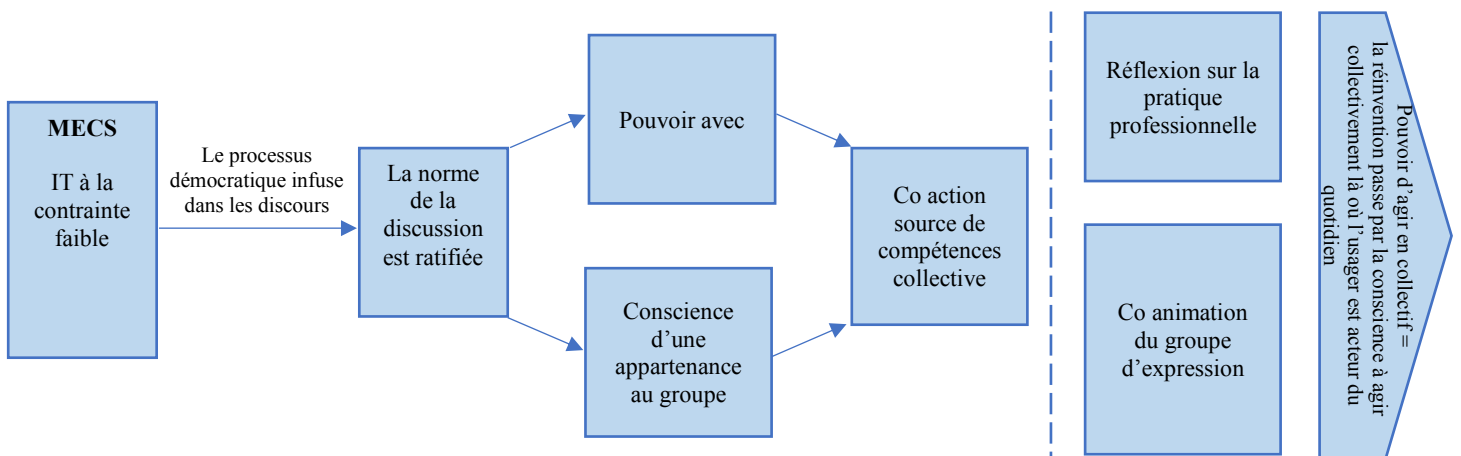 MECS
IT à la
contrainte
faible
Le processus
démocratique infuse
dans les discours
La norme
de la
discussion
est ratifiée
Pouvoir avec
Conscience
d’une
appartenance
au groupe
Co action
source de
compétences
collective
Réflexion sur la
pratique
professionnelle
Co animation
du groupe
d’expression
Pouvoir d’agir en collectif =
la réinvention passe par la conscience à agir
collectivement là où l’usager est acteur du
quotidien